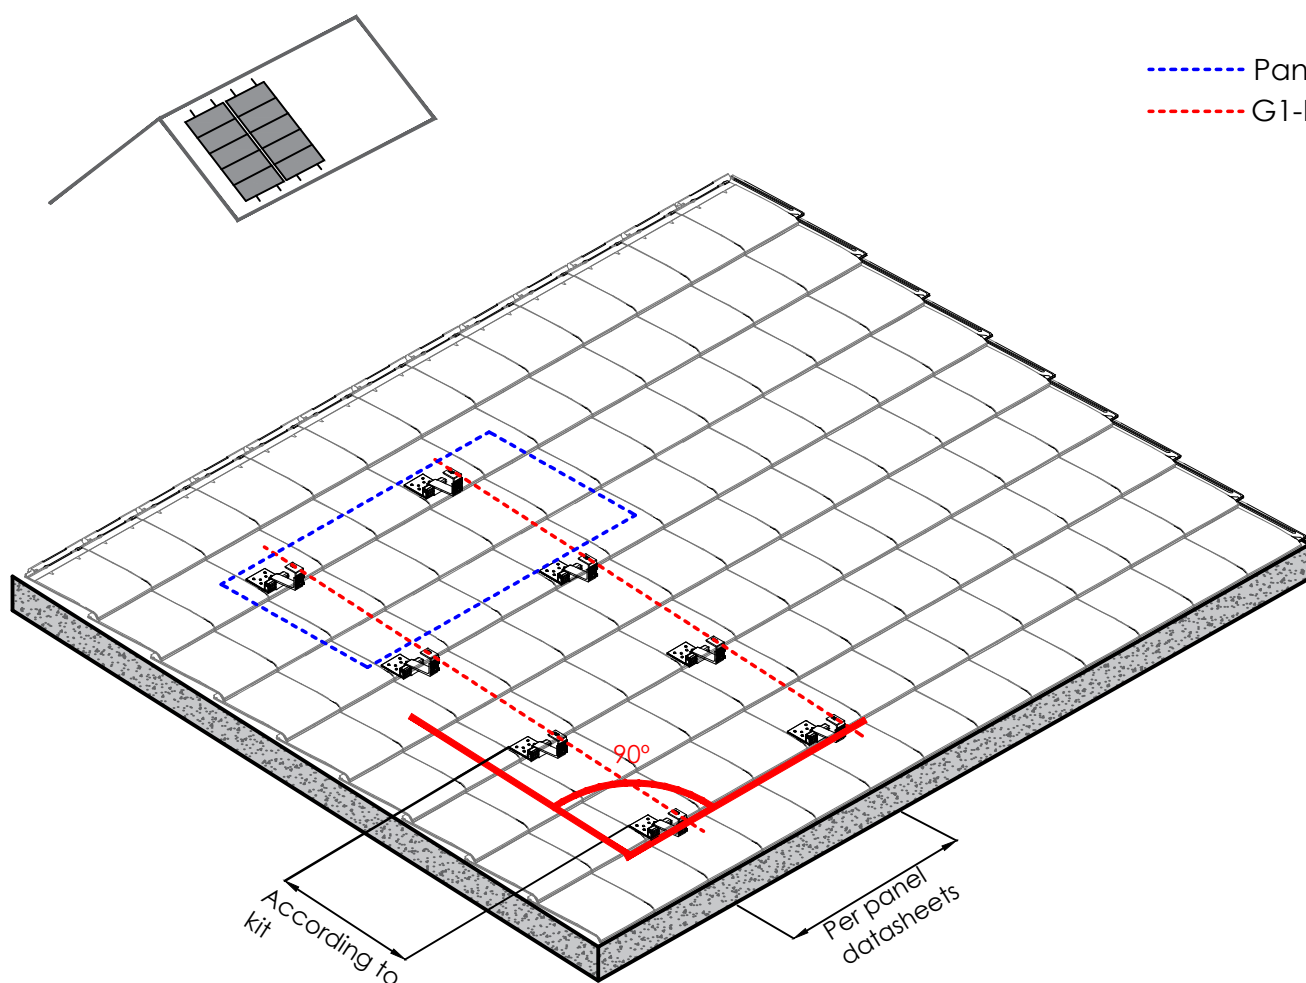 Pan
G1-
90º
According to
kit
Per panel
datasheets